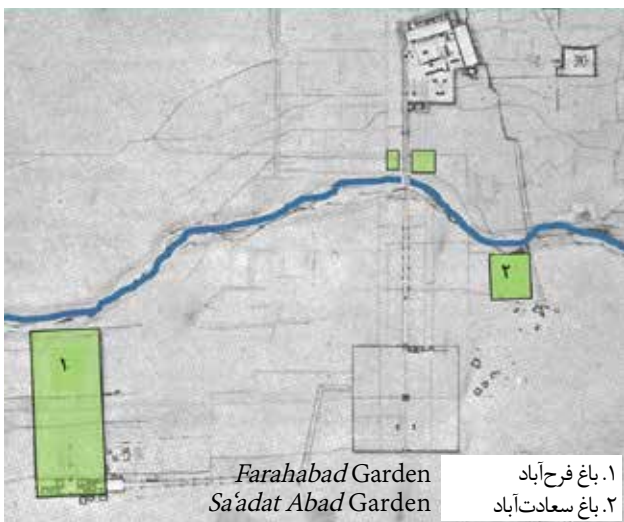 ۲
۱
Farahabad Garden
۱. باغ فرح‌آباد
Sa‘adat Abad Garden
۲. باغ سعادت‌آباد